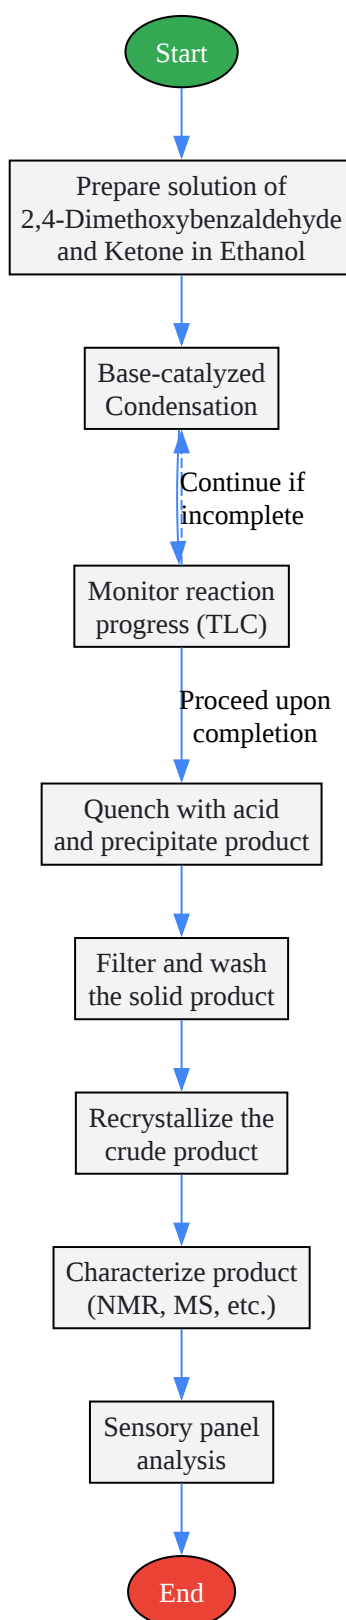 Start
Prepare solution of
2,4-Dimethoxybenzaldehyde
and Ketone in Ethanol
Base-catalyzed
Condensation
Continue if
incomplete
Monitor reaction
progress (TLC)
Proceed upon
completion
Quench with acid
and precipitate product
Filter and wash
the solid product
Recrystallize the
crude product
Characterize product
(NMR, MS, etc.)
Sensory panel
analysis
End